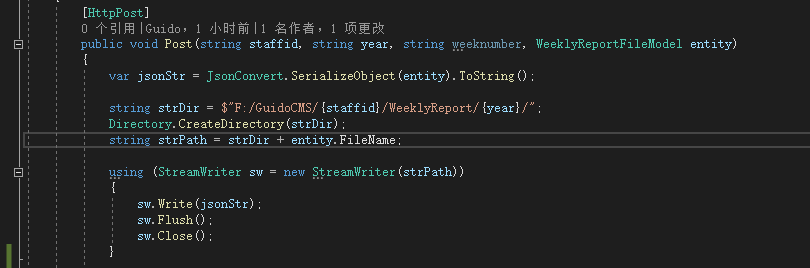 [HttpPost]
0 个引用|Guido，1 小时前|1 名作者，1 项更改
public void Post(string staffid, string year, string weeknumber, WeeklyReportFileModel entity)
{
var jsonStr = JsonConvert.SerializeObject(entity).ToString();
string strDir = $"F:/GuidoCMS/{staffid}/WeeklyReport/{year}/";
Directory.CreateDirectory(strDir);
string strPath = strDir + entity.FileName;
using (StreamWriter sw = new StreamWriter(strPath))
{
sw.Write(jsonStr);
sw.Flush();
sw.Close();
}